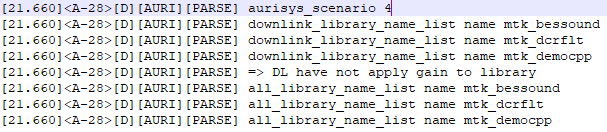 [21.660]<A-28>[D][AURI][PARSE] aurisys_scenario 4
[21.660]<A-28>[D][AURI][PARSE] downlink_library_name_list name mtk_bessound
[21.660]<A-28>[D][AURI][PARSE] downlink_library_name_list name mtk_dcrflt
[21.660]<A-28>[D][AURI][PARSE] downlink_library_name_list name mtk_democpp
[21.660]<A-28>[D][AURI][PARSE] => DL have not apply gain to library
[21.660]<A-28>[D][AURI][PARSE] all_library_name_list name mtk_bessound
[21.660]<A-28>[D][AURI][PARSE] all_library_name_list name mtk_dcrflt
[21.660]<A-28>[D][AURI][PARSE] all_library_name_list name mtk_democpp